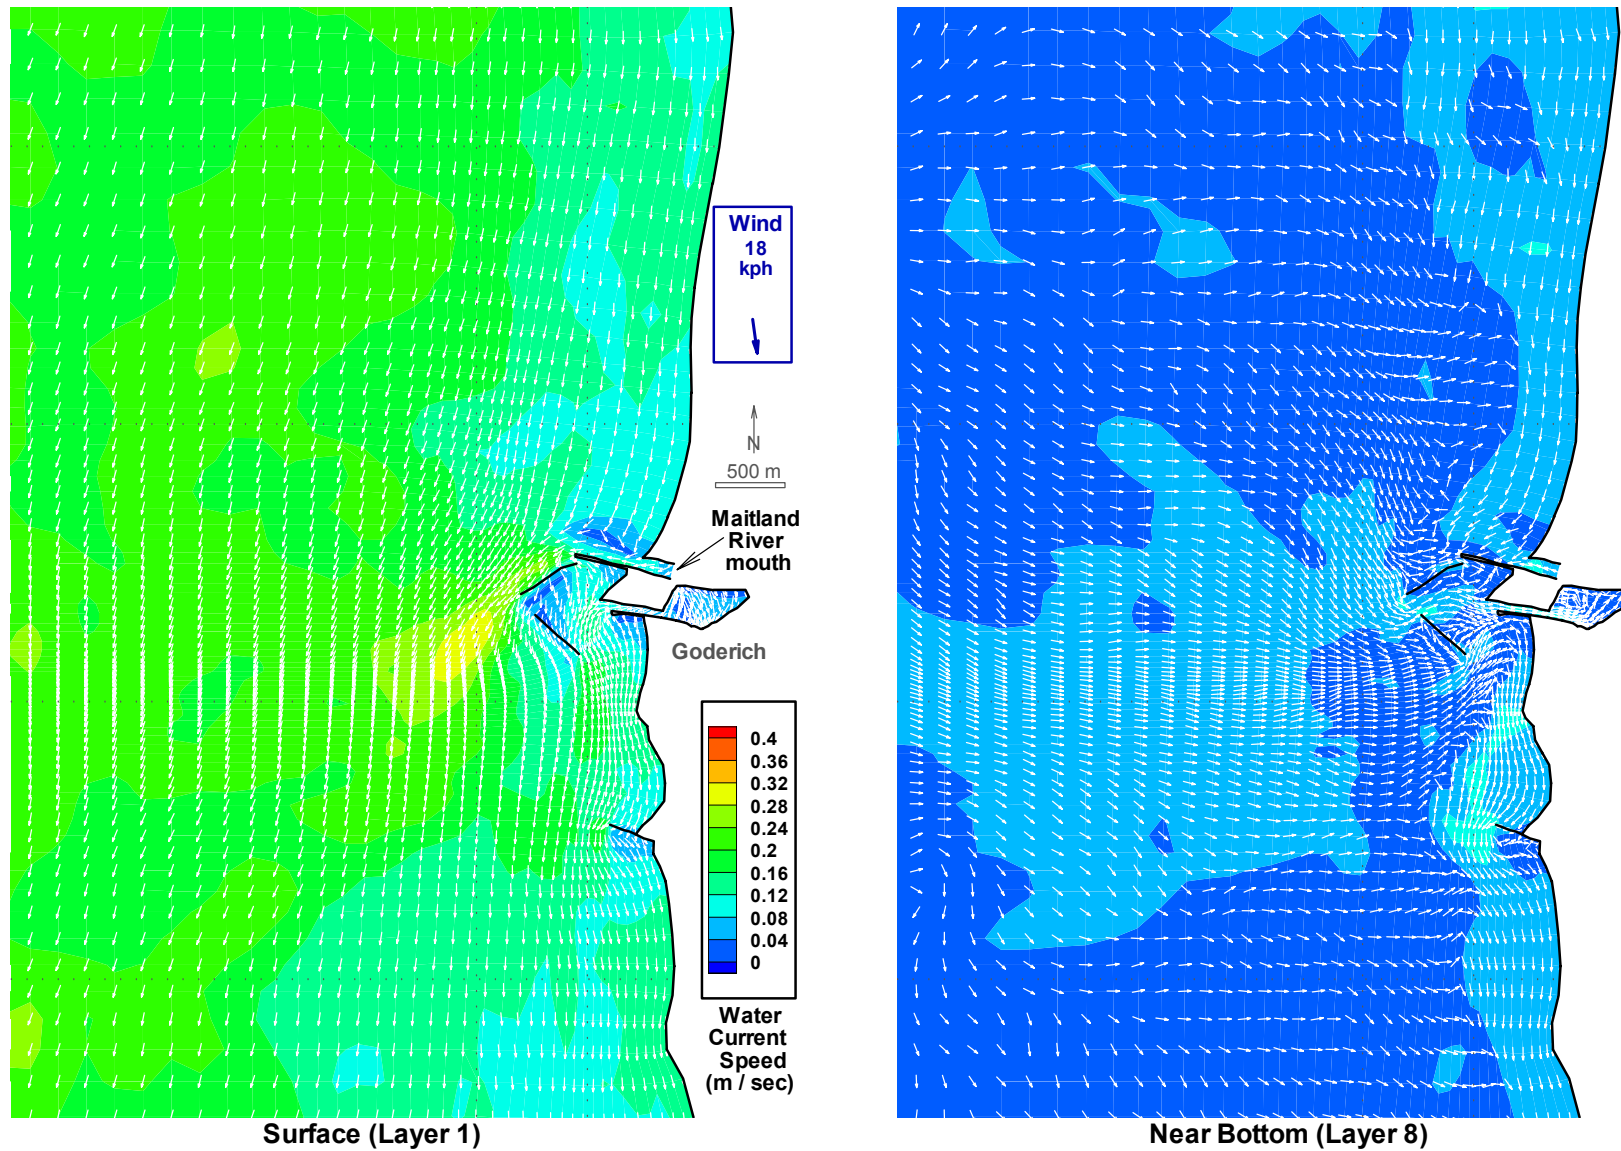 Wind
18
kph
N
500 m
Maitland
River
mouth
Goderich
0.4
0.36
0.32
0.28
0.24
0.2
0.16
0.12
0.08
0.04
0
Water
Current
Speed
(m / sec)
Surface (Layer 1)
Near Bottom (Layer 8)